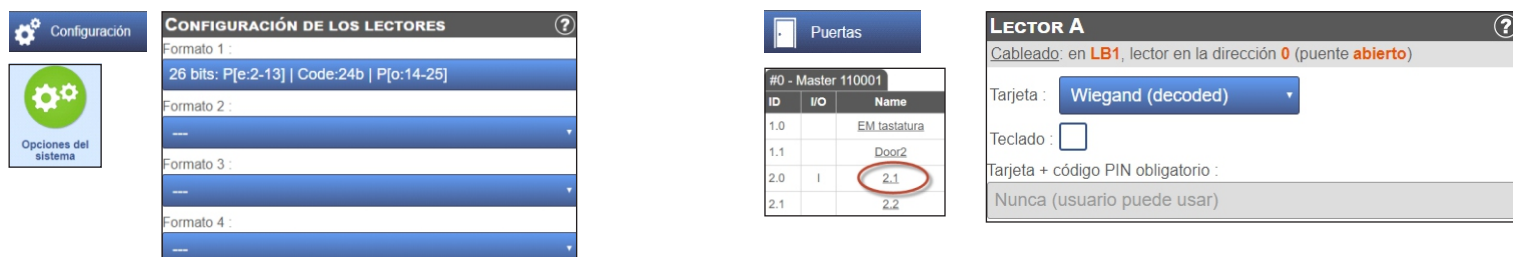 Configuración
Opciones del
sistema
CONFIGURACIÓN DE LOS LECTORES ?
Formato 1 :
26 bits: P[e:2-13] | Code:24b | P[o:14-25]
Formato 2 :
---
Formato 3 :
---
Formato 4 :
---
Puertas
#0 - Master 110001
ID I/O Name
1.0 EM tastatura
1.1 Door2
2.0 I 2.1
2.1 2.2
LECTOR A ?
Cableado: en LB1, lector en la dirección 0 (puente abierto)
Tarjeta : Wiegand (decoded)
Teclado :
Tarjeta + código PIN obligatorio :
Nunca (usuario puede usar)